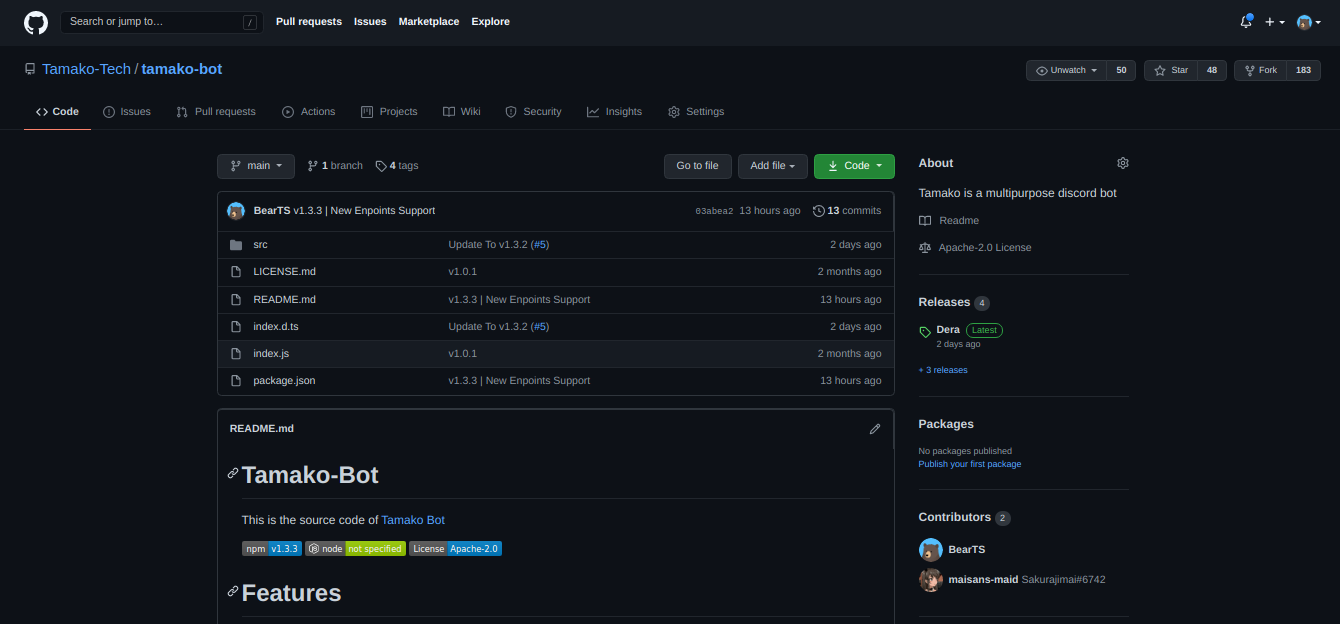 Search or jump to… /
Pull requests Issues Marketplace Explore
Tamako-Tech / tamako-bot
Unwatch 50 Star 48 Fork 183
Code Issues Pull requests Actions Projects Wiki Security Insights Settings
main 1 branch 4 tags
Go to file Add file Code
BearTS v1.3.3 | New Enpoints Support 03abea2 13 hours ago 13 commits
src Update To v1.3.2 (#5) 2 days ago
LICENSE.md v1.0.1 2 months ago
README.md v1.3.3 | New Enpoints Support 13 hours ago
index.d.ts Update To v1.3.2 (#5) 2 days ago
index.js v1.0.1 2 months ago
package.json v1.3.3 | New Enpoints Support 13 hours ago
README.md
Tamako-Bot
This is the source code of Tamako Bot
npm v1.3.3 node not specified License Apache-2.0
Features
About
Tamako is a multipurpose discord bot
Readme
Apache-2.0 License
Releases 4
Dera Latest
2 days ago
+ 3 releases
Packages
No packages published
Publish your first package
Contributors 2
BearTS
maisans-maid Sakurajimai#6742